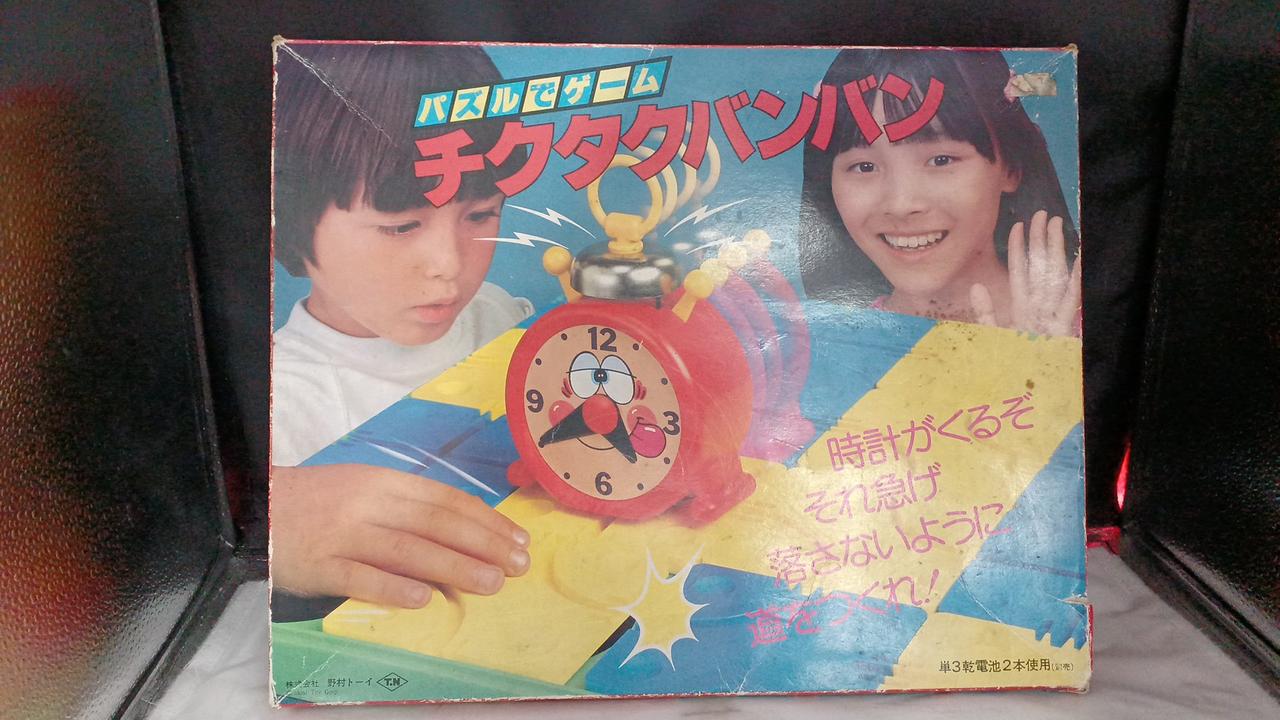 パズルでゲーム
チクタクバンバン
12
9
3
6
時計がくるぞ
それ急げ
落さないように
道をつくれ!
単3乾電池2本使用(別売)
株式会社 野村トーイ T.N